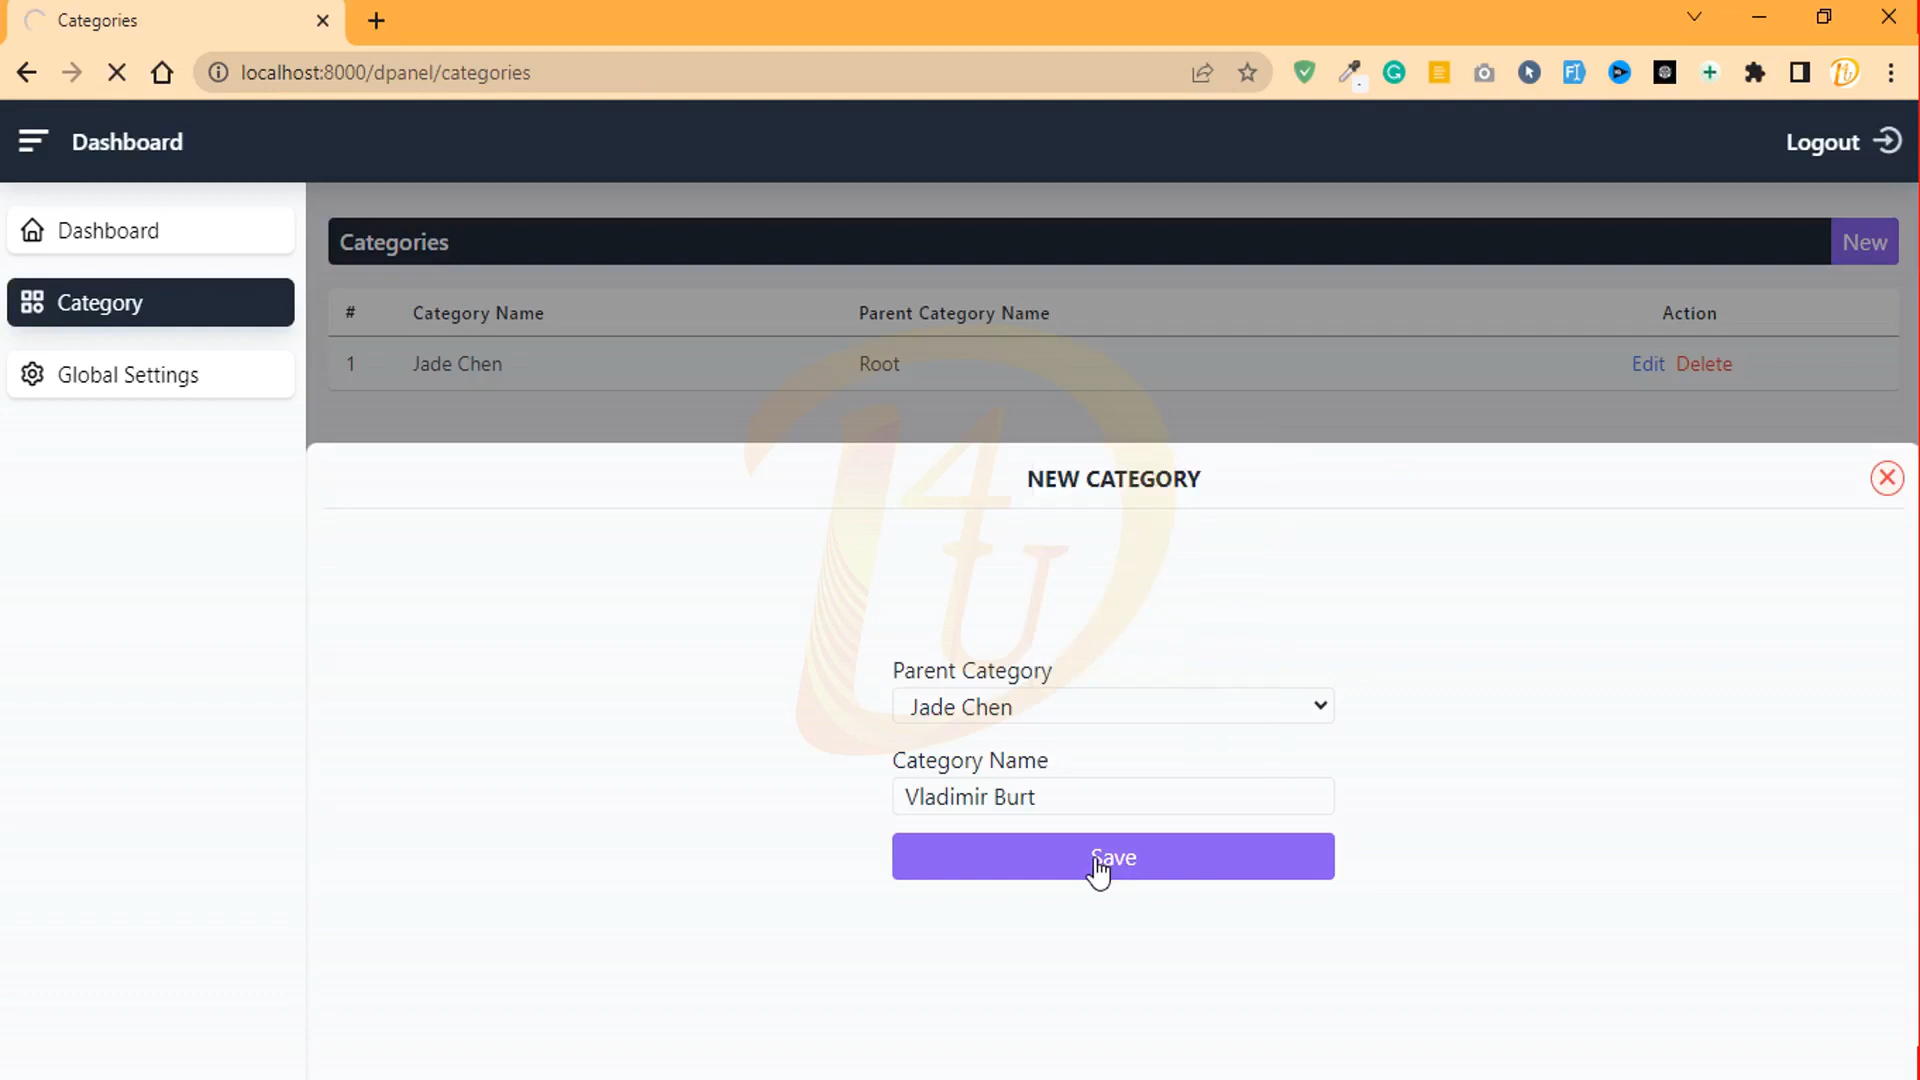 Categories
localhost:8000/dpanel/categories
Dashboard
Logout
Dashboard
Category
Global Settings
Categories
New
# Category Name Parent Category Name Action
1 Jade Chen Root Edit Delete
NEW CATEGORY
4
U
Parent Category
Jade Chen
Category Name
Vladimir Burt
Save